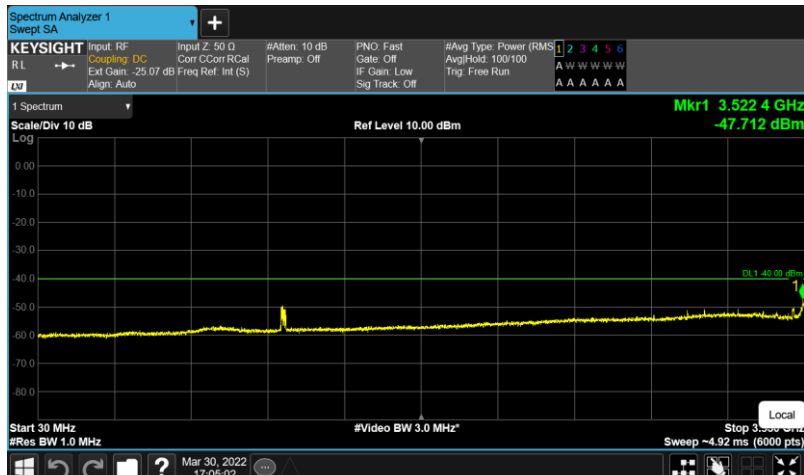 Spectrum Analyzer 1
Swept SA
KEYSIGHT Input: RF Input Z: 50 Ω #Atten: 10 dB PNO: Fast #Avg Type: Power (RMS 1 2 3 4 5 6
RL Coupling: DC Corr CCorr RCal Preamp: Off Gate: Off Avg|Hold: 100/100 A W W W W W
Ext Gain: -25.07 dB Freq Ref: Int (S) IF Gain: Low Trig: Free Run
LXI Align: Auto Sig Track: Off A A A A A A
1 Spectrum Mkr1 3.522 4 GHz
Scale/Div 10 dB Ref Level 10.00 dBm -47.712 dBm
Log
0.00
-10.0
-20.0
-30.0
DL1 -40.00 dBm
-40.0
1
-50.0
-60.0
-70.0
-80.0
Local
Start 30 MHz #Video BW 3.0 MHz* Stop
#Res BW 1.0 MHz Sweep ~4.92 ms (6000 pts)
? Mar 30, 2022
17:05:02